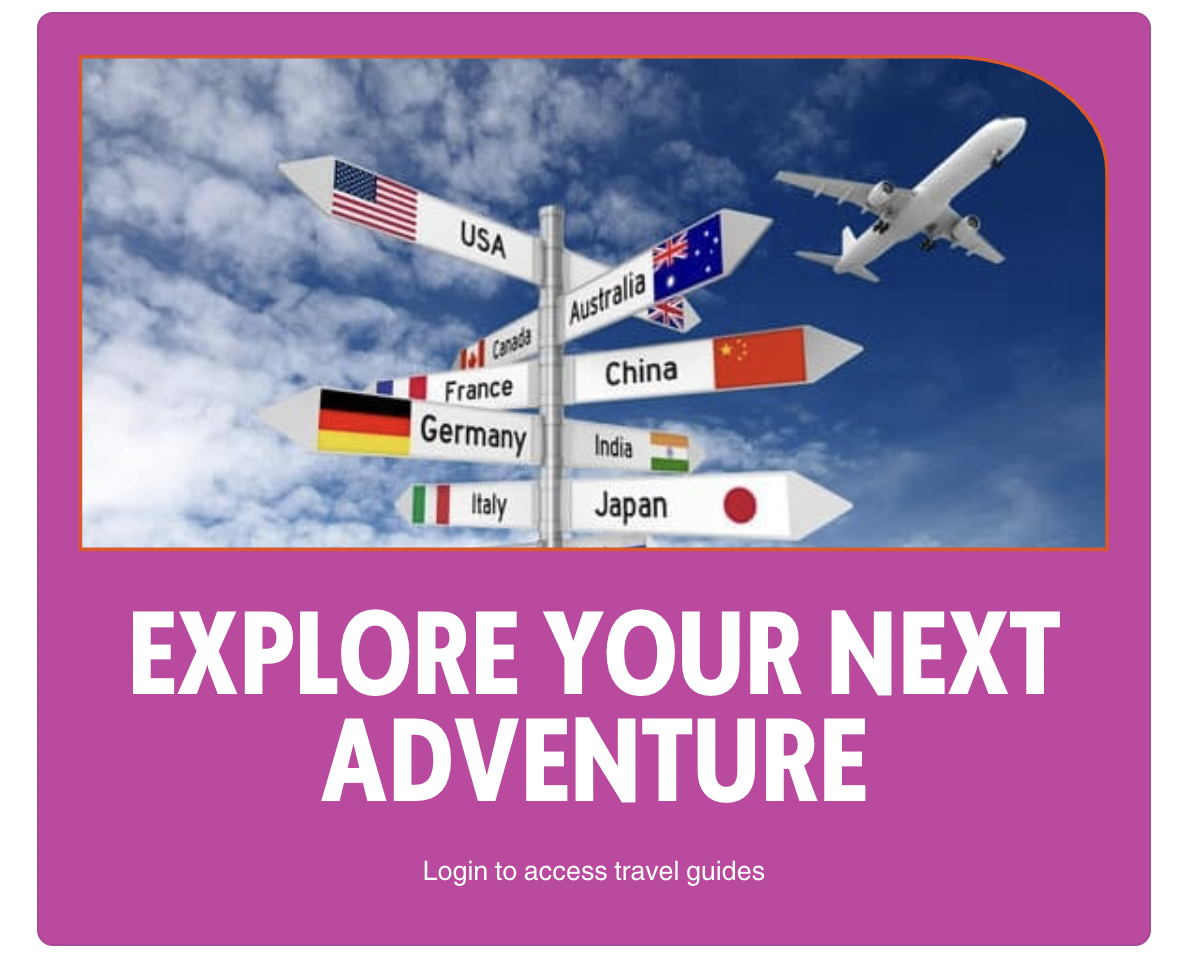 USA
Australia
Canada
China
France
Germany
India
Italy
Japan
EXPLORE YOUR NEXT
ADVENTURE
Login to access travel guides